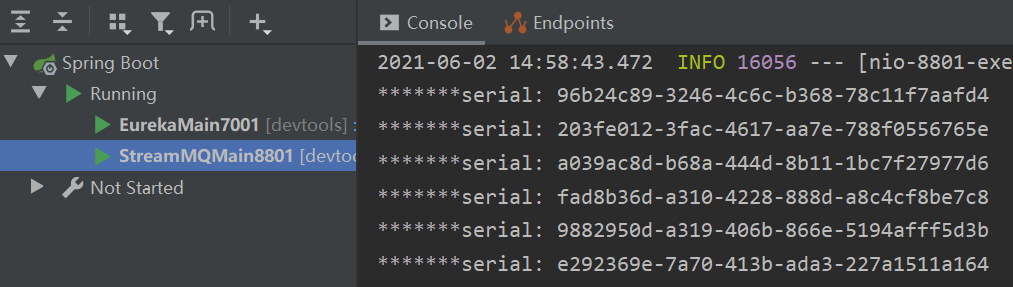 Console
Endpoints
Spring Boot
Running
EurekaMain7001 [devtools] :
StreamMQMain8801 [devtoo
Not Started
2021-06-02 14:58:43.472 INFO 16056 --- [nio-8801-exe
*******serial: 96b24c89-3246-4c6c-b368-78c11f7aafd4
*******serial: 203fe012-3fac-4617-aa7e-788f0556765e
*******serial: a039ac8d-b68a-444d-8b11-1bc7f27977d6
*******serial: fad8b36d-a310-4228-888d-a8c4cf8be7c8
*******serial: 9882950d-a319-406b-866e-5194afff5d3b
*******serial: e292369e-7a70-413b-ada3-227a1511a164